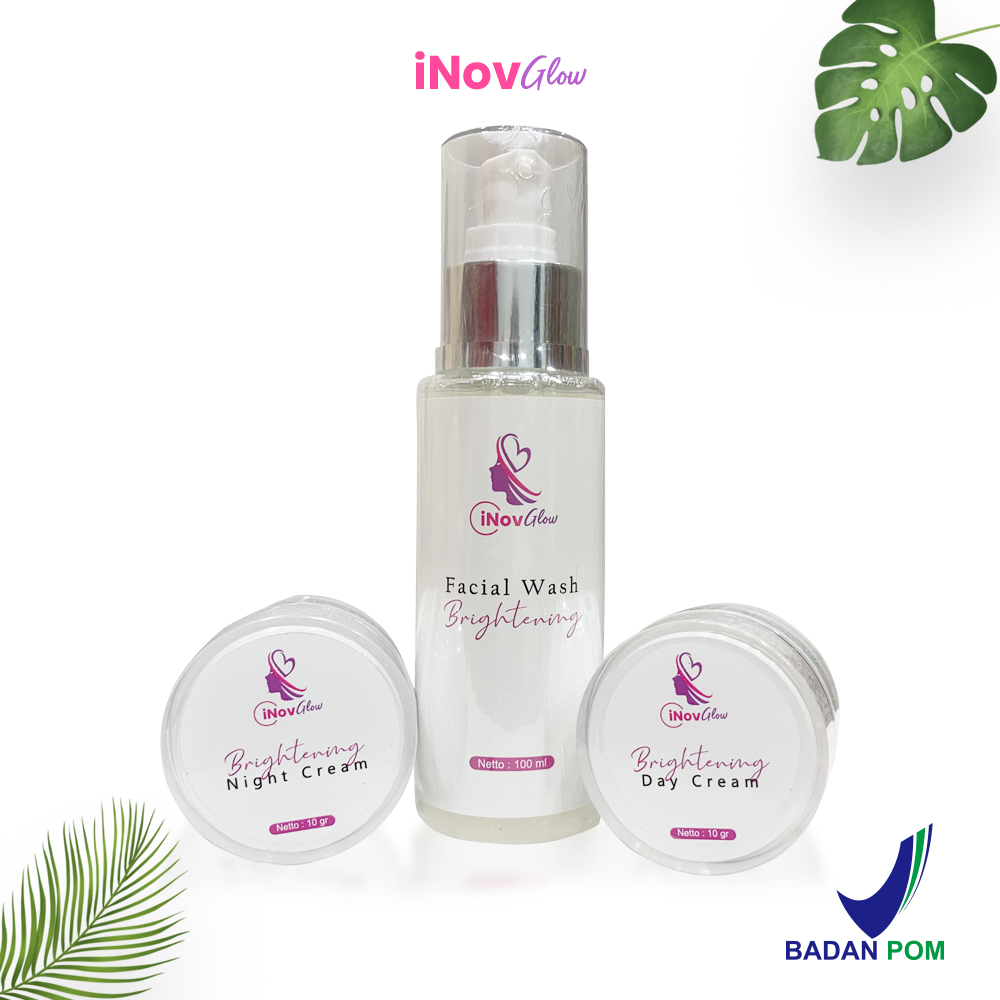 iNovGlow
iNovGlow
Facial Wash
Brightening
Netto : 100 ml
iNovGlow
Brightening
Night Cream
Netto : 10 gr
iNovGlow
Brightening
Day Cream
Netto : 10 gr
BADAN POM